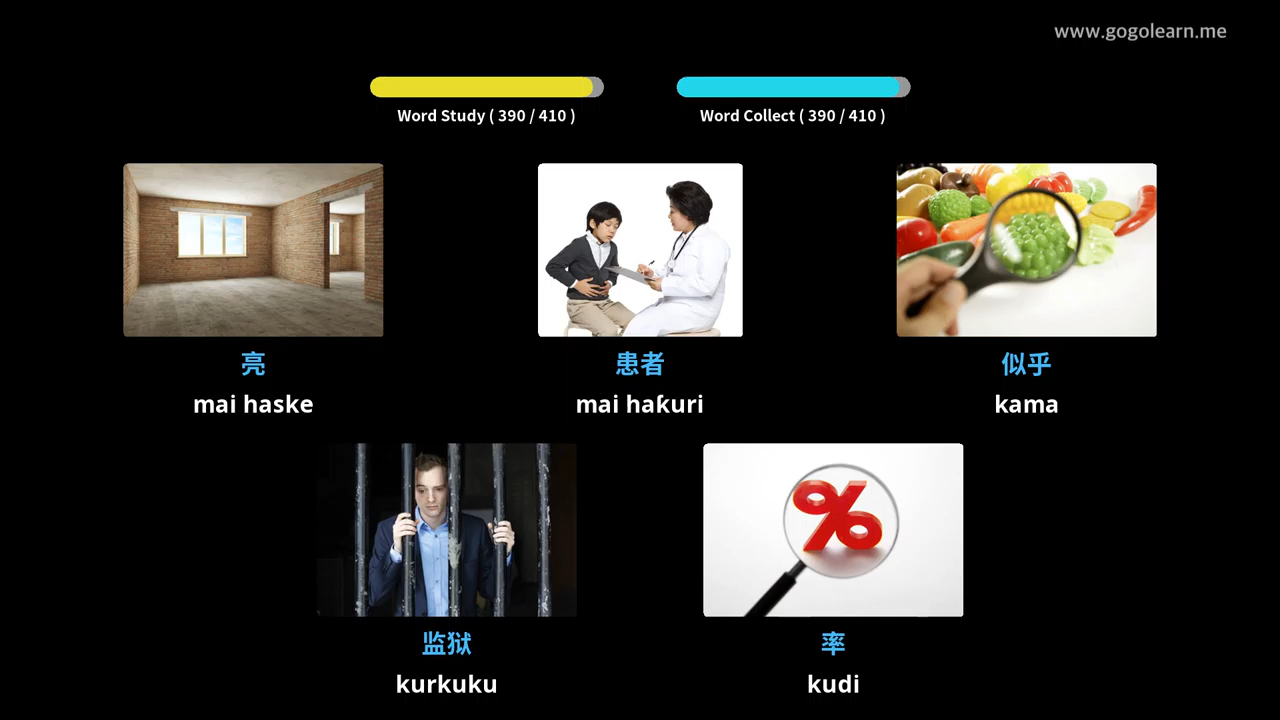 www.gogolearn.me
Word Study ( 390 / 410 )
Word Collect ( 390 / 410 )
亮
mai haske
患者
mai haƙuri
似乎
kama
%
监狱
kurkuku
率
kudi